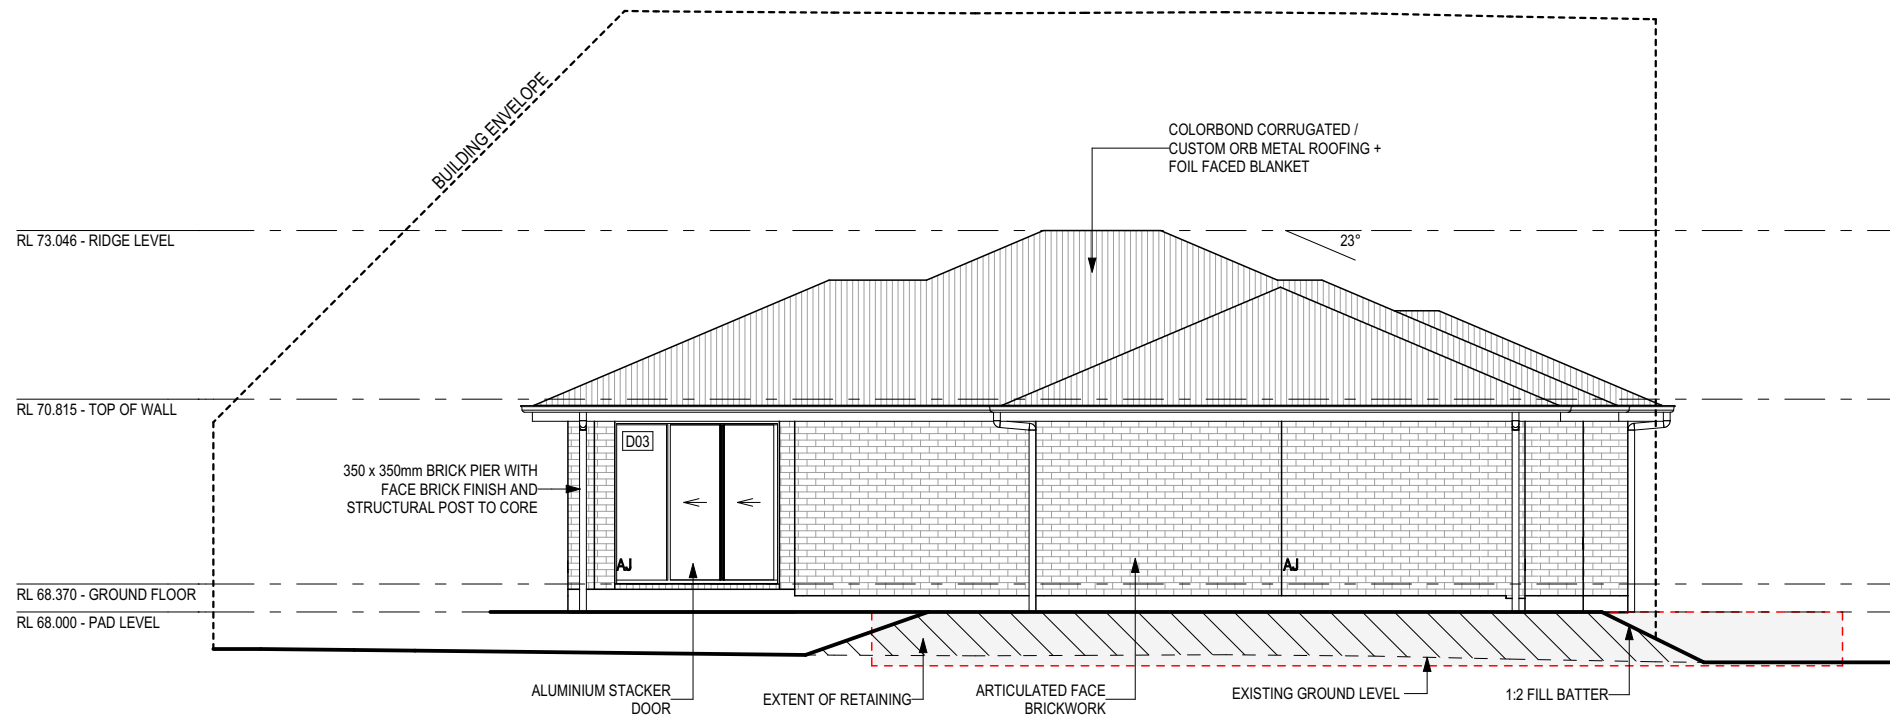 BUILDING ENVELOPE
COLORBOND CORRUGATED /
CUSTOM ORB METAL ROOFING +
FOIL FACED BLANKET
RL 73.046 - RIDGE LEVEL
23°
RL 70.815 - TOP OF WALL
D03
350 x 350mm BRICK PIER WITH
FACE BRICK FINISH AND
STRUCTURAL POST TO CORE
AJ
AJ
RL 68.370 - GROUND FLOOR
RL 68.000 - PAD LEVEL
ALUMINIUM STACKER
DOOR
EXTENT OF RETAINING
ARTICULATED FACE
BRICKWORK
EXISTING GROUND LEVEL
1:2 FILL BATTER